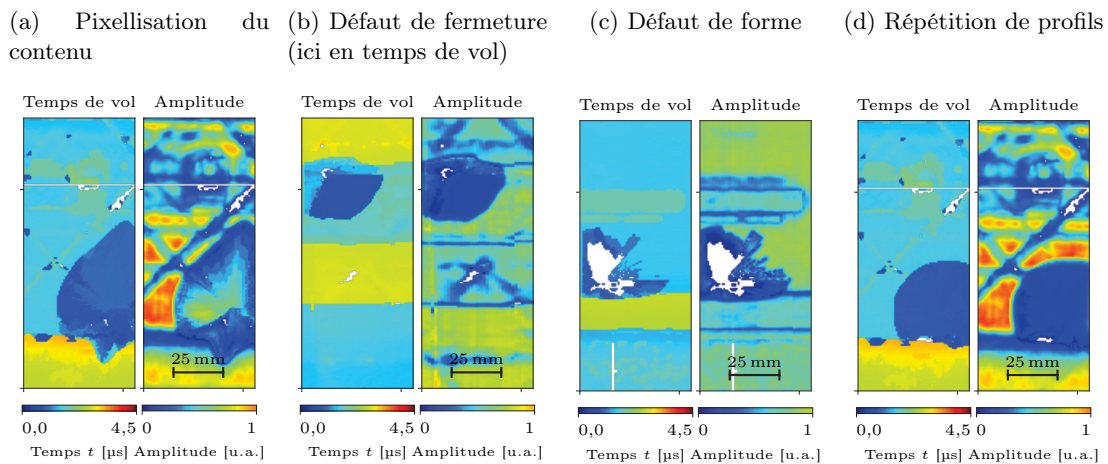 (a) Pixellisation du
contenu
(b) Défaut de fermeture
(ici en temps de vol)
(c) Défaut de forme
(d) Répétition de profils
Temps de vol Amplitude
25 mm
0,0 4,5 0 1
Temps t [µs] Amplitude [u.a.]
Temps de vol Amplitude
25 mm
0,0 4,5 0 1
Temps t [µs] Amplitude [u.a.]
Temps de vol Amplitude
25 mm
0,0 4,5 0 1
Temps t [µs] Amplitude [u.a.]
Temps de vol Amplitude
25 mm
0,0 4,5 0 1
Temps t [µs] Amplitude [u.a.]